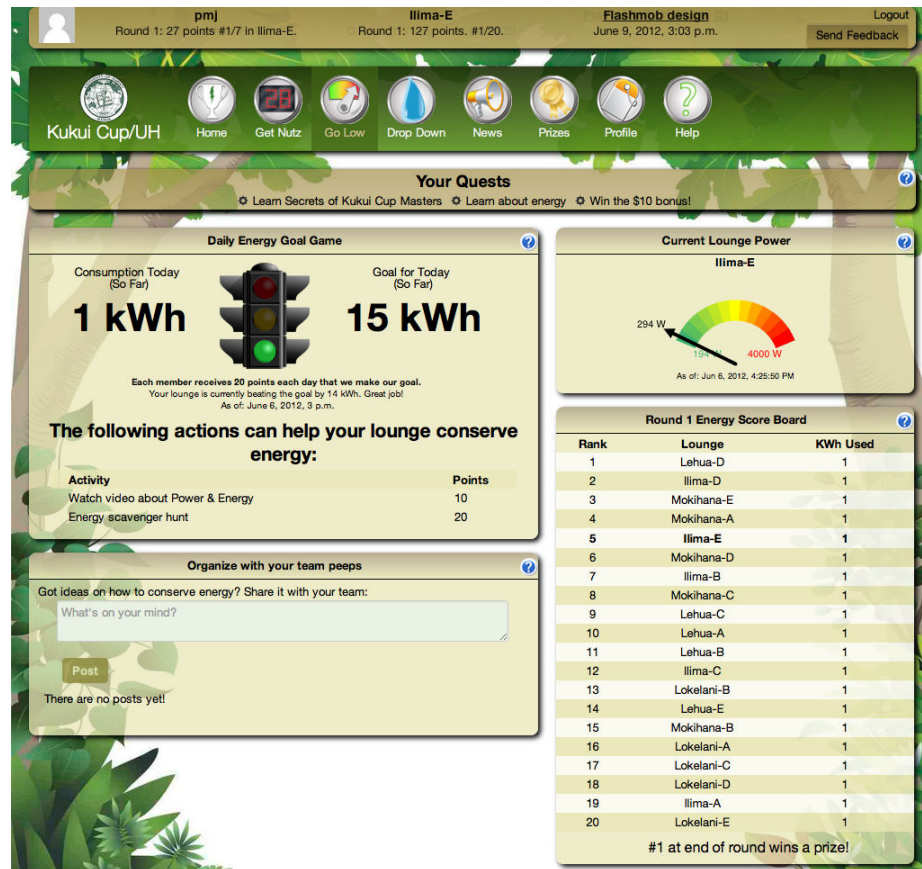 pmj
Round 1: 27 points #1/7 in Ilima-E.
Ilima-E
Round 1: 127 points. #1/20.
Flashmob design
June 9, 2012, 3:03 p.m.
Logout
Send Feedback
Kukui Cup/UH
Home
28
Get Nutz
Go Low
Drop Down
News
Prizes
Profile
?
Help
Your Quests
?
Learn Secrets of Kukui Cup Masters Learn about energy Win the $10 bonus!
Daily Energy Goal Game
?
Consumption Today
(So Far)
1 kWh
Goal for Today
(So Far)
15 kWh
Each member receives 20 points each day that we make our goal.
Your lounge is currently beating the goal by 14 kWh. Great job!
As of: June 6, 2012, 3 p.m.
The following actions can help your lounge conserve
energy:
Activity Points
Watch video about Power & Energy 10
Energy scavenger hunt 20
Organize with your team peeps
?
Got ideas on how to conserve energy? Share it with your team:
What's on your mind?
Post
There are no posts yet!
Current Lounge Power
?
Ilima-E
294 W
194 W 4000 W
As of: Jun 6, 2012, 4:25:50 PM
Round 1 Energy Score Board
?
Rank Lounge KWh Used
1 Lehua-D 1
2 Ilima-D 1
3 Mokihana-E 1
4 Mokihana-A 1
5 Ilima-E 1
6 Mokihana-D 1
7 Ilima-B 1
8 Mokihana-C 1
9 Lehua-C 1
10 Lehua-A 1
11 Lehua-B 1
12 Ilima-C 1
13 Lokelani-B 1
14 Lehua-E 1
15 Mokihana-B 1
16 Lokelani-A 1
17 Lokelani-C 1
18 Lokelani-D 1
19 Ilima-A 1
20 Lokelani-E 1
#1 at end of round wins a prize!